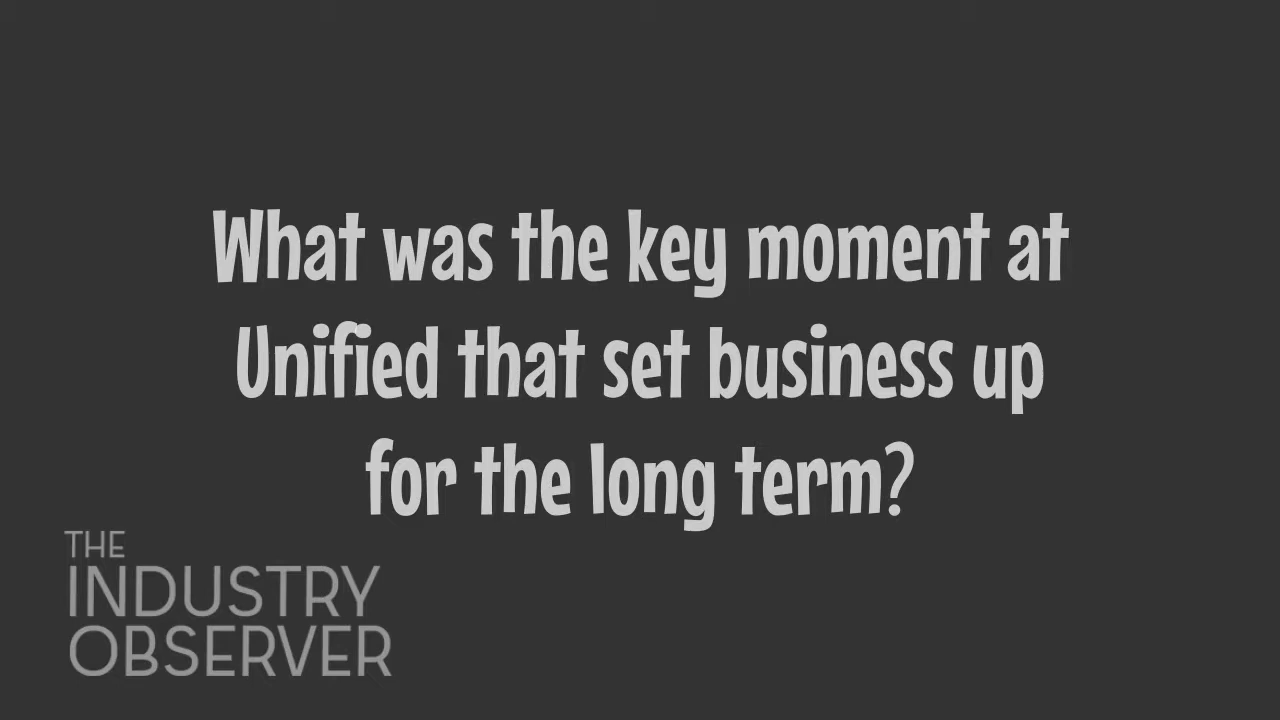 What was the key moment at
Unified that set business up
for the long term?
THE
INDUSTRY
OBSERVER